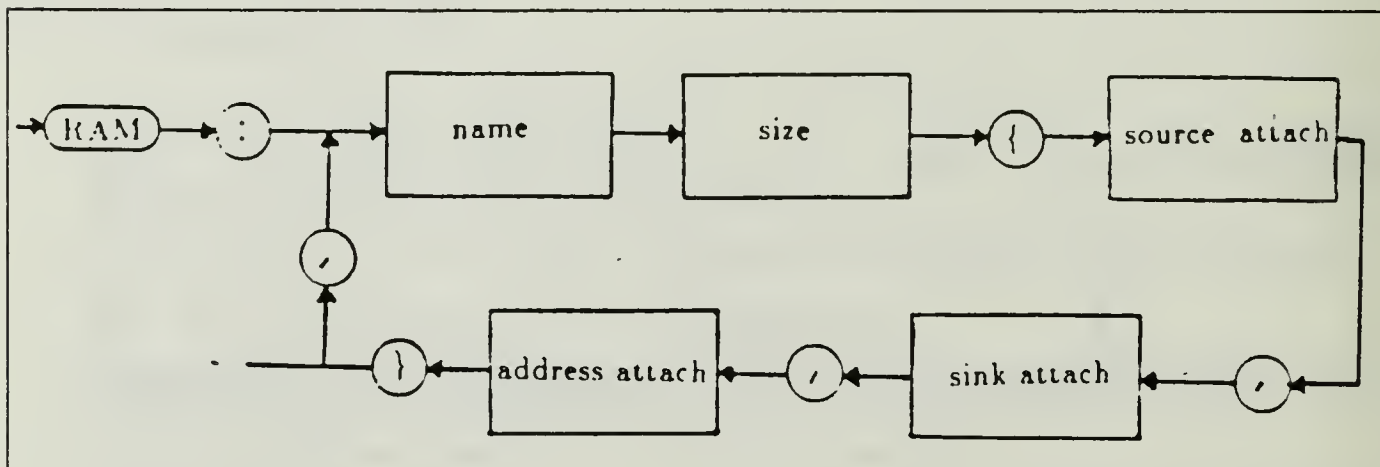 RAM : name size { source attach
,
} address attach , sink attach ,